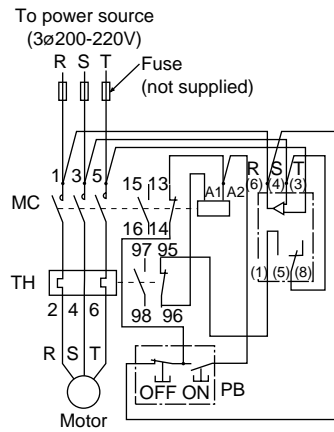 To power source
(3ø200-220V)
R S T
Fuse
(not supplied)
1 3 5
15 13
A1 A2
R S T
(6) (4) (3)
MC
16 14
97 95
(1) (5) (8)
TH
2 4 6
98 96
R S T
OFF ON PB
Motor